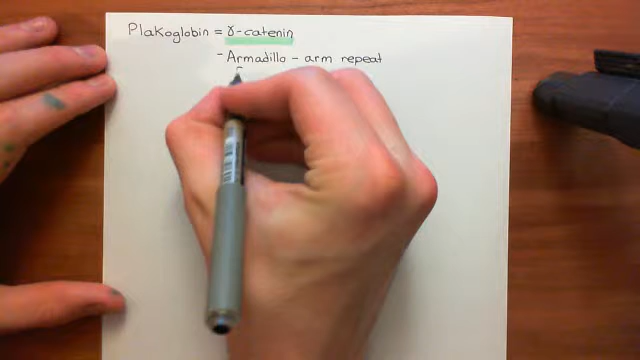 Plakoglobin = γ-catenin
- Armadillo - arm repeat